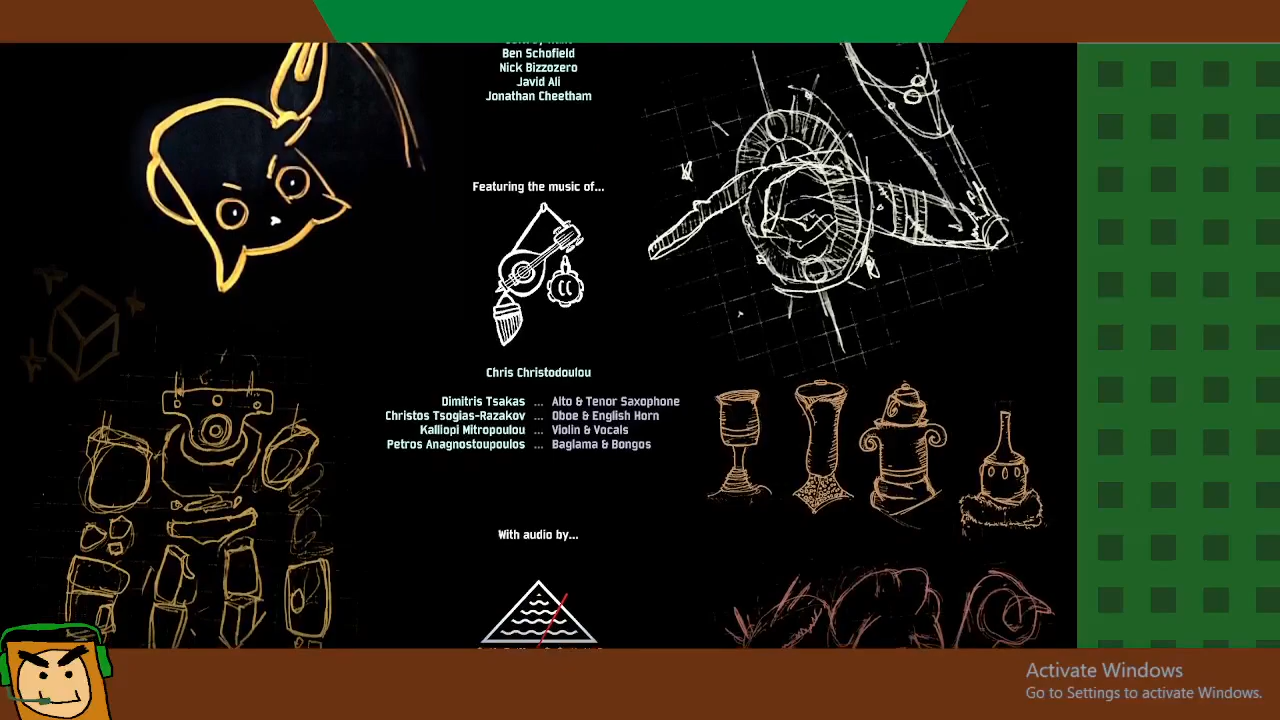 Ben Schofield
Nick Bizzozero
Javid Ali
Jonathan Cheetham
Featuring the music of...
Chris Christodoulou
Dimitris Tsakas ... Alto & Tenor Saxophone
Christos Tsogias-Razakov ... Oboe & English Horn
Kalliopi Mitropoulou ... Violin & Vocals
Petros Anagnostoupoulos ... Baglama & Bongos
With audio by...
Activate Windows
Go to Settings to activate Windows.